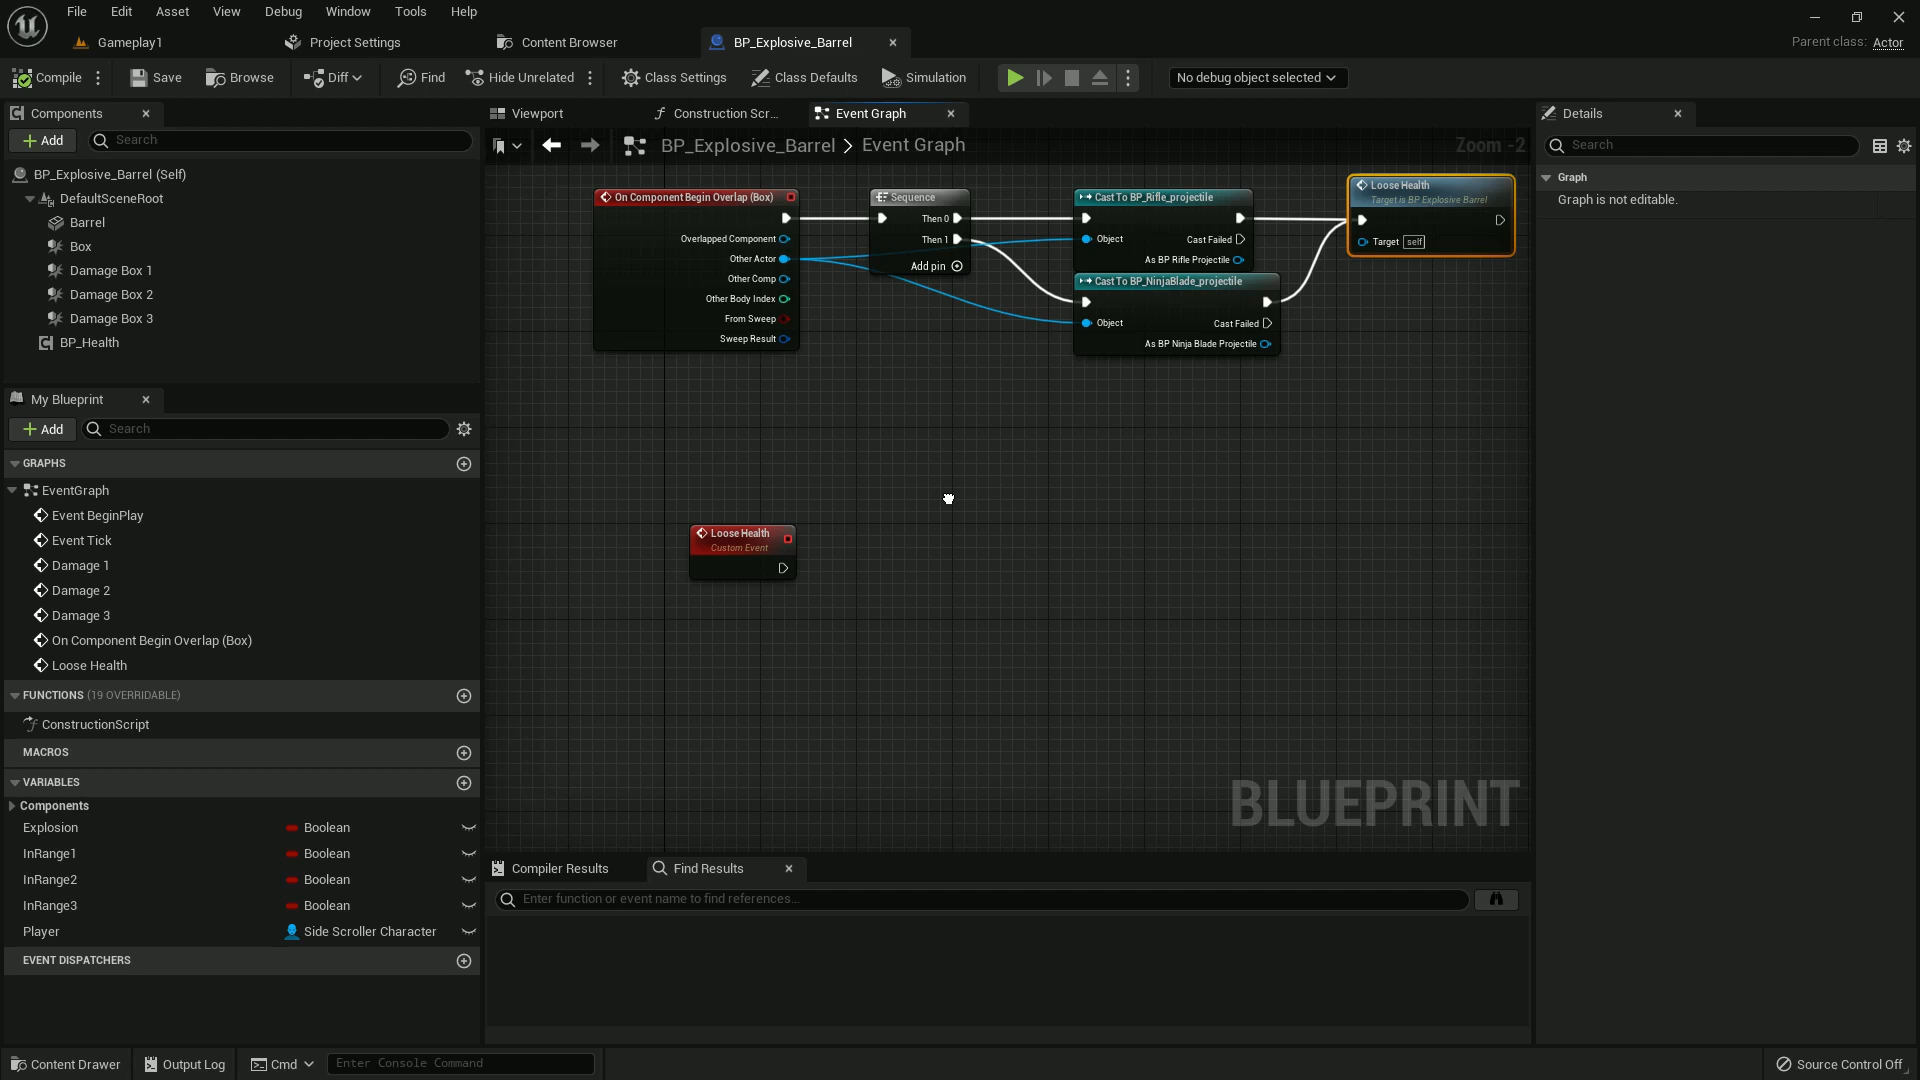 File Edit Asset View Debug Window Tools Help
Gameplay1 Project Settings Content Browser BP_Explosive_Barrel
Parent class: Actor
Compile Save Browse Diff Find Hide Unrelated Class Settings Class Defaults Simulation No debug object selected
Components
Add Search
BP_Explosive_Barrel (Self)
DefaultSceneRoot
Barrel
Box
Damage Box 1
Damage Box 2
Damage Box 3
BP_Health
My Blueprint
Add Search
GRAPHS
EventGraph
Event BeginPlay
Event Tick
Damage 1
Damage 2
Damage 3
On Component Begin Overlap (Box)
Loose Health
FUNCTIONS (19 OVERRIDABLE)
ConstructionScript
MACROS
VARIABLES
Components
Explosion Boolean
InRange1 Boolean
InRange2 Boolean
InRange3 Boolean
Player Side Scroller Character
EVENT DISPATCHERS
Viewport Construction Scr... Event Graph
BP_Explosive_Barrel > Event Graph Zoom -2
On Component Begin Overlap (Box)
Overlapped Component
Other Actor
Other Comp
Other Body Index
From Sweep
Sweep Result
Sequence
Then 0
Then 1
Add pin
Cast To BP_Rifle_projectile
Object Cast Failed
As BP Rifle Projectile
Cast To BP_NinjaBlade_projectile
Object Cast Failed
As BP Ninja Blade Projectile
Loose Health
Target is BP Explosive Barrel
Target self
Loose Health
Custom Event
BLUEPRINT
Compiler Results Find Results
Enter function or event name to find references...
Details
Search
Graph
Graph is not editable.
Content Drawer Output Log Cmd Enter Console Command Source Control Off